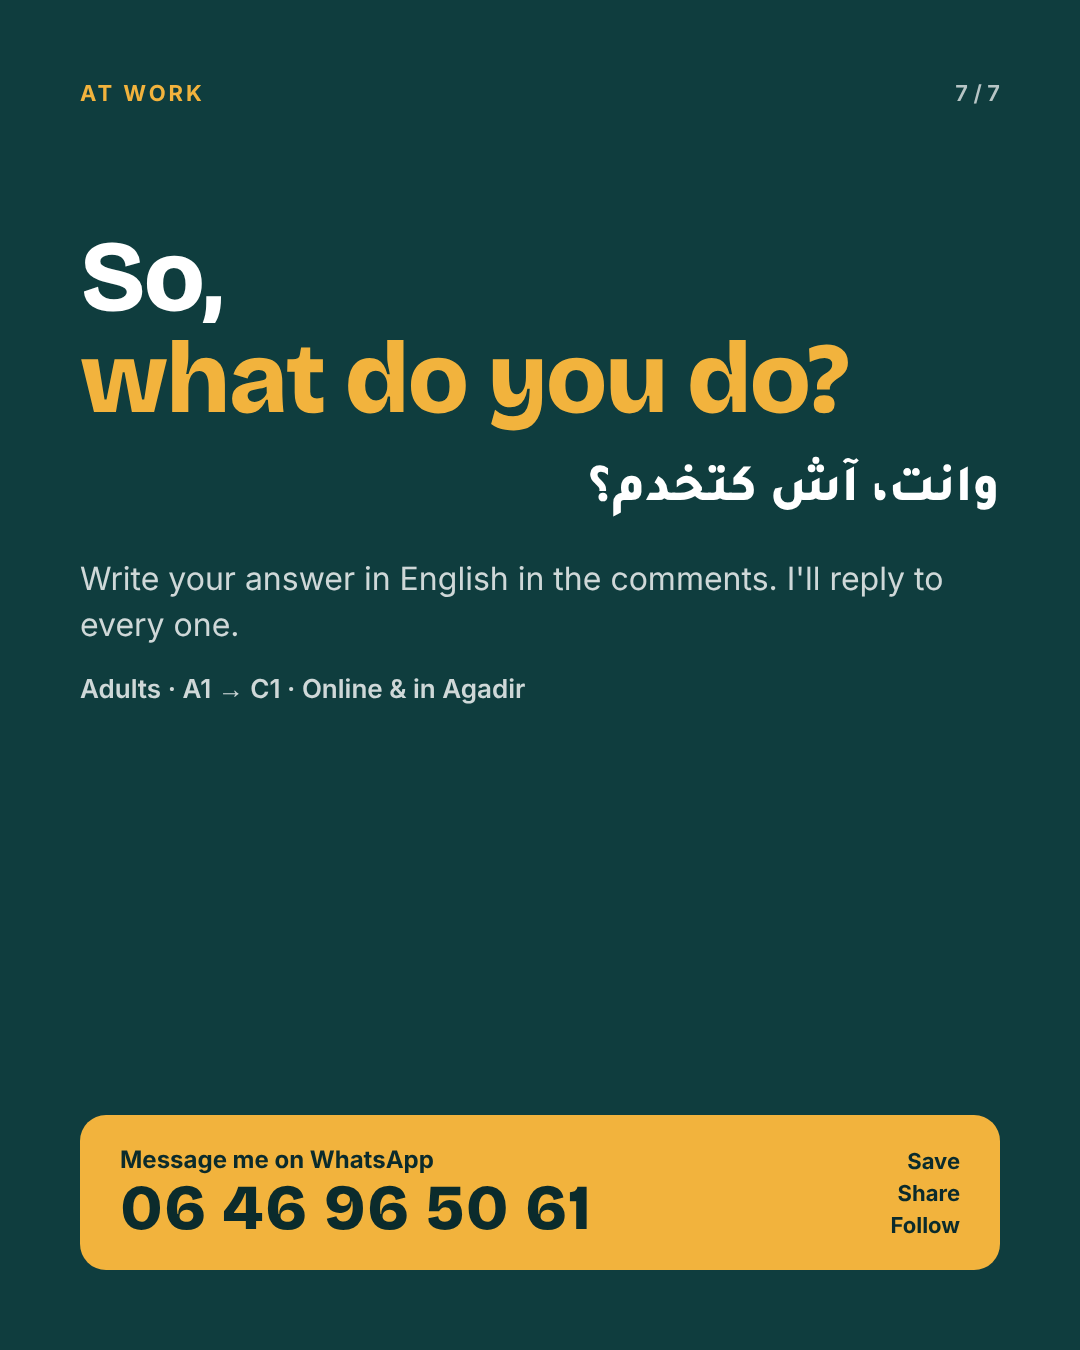 AT WORK
7 / 7
So,
what do you do?
وانت، آش كتخدم؟
Write your answer in English in the comments. I'll reply to
every one.
Adults · A1 → C1 · Online & in Agadir
Message me on WhatsApp
06 46 96 50 61
Save
Share
Follow